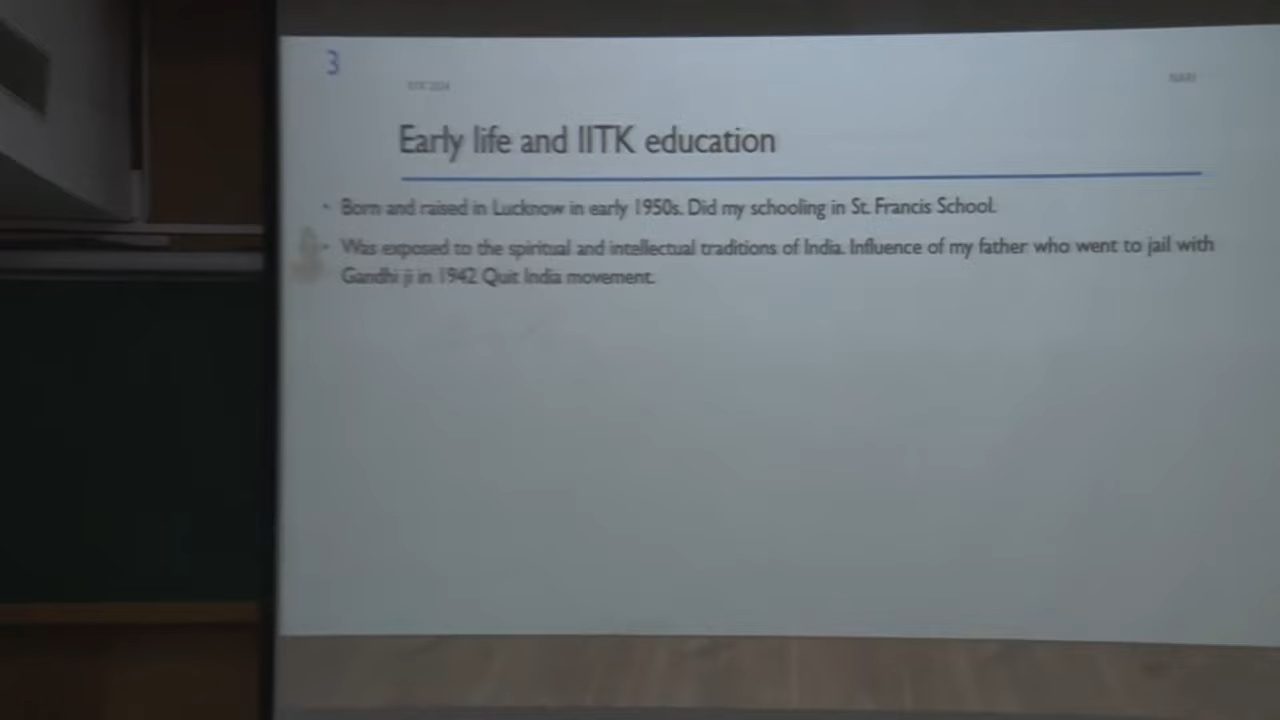 3
NARI
Early life and IITK education
• Born and raised in Lucknow in early 1950s. Did my schooling in St. Francis School.
• Was exposed to the spiritual and intellectual traditions of India. Influence of my father who went to jail with
Gandhi ji in 1942 Quit India movement.